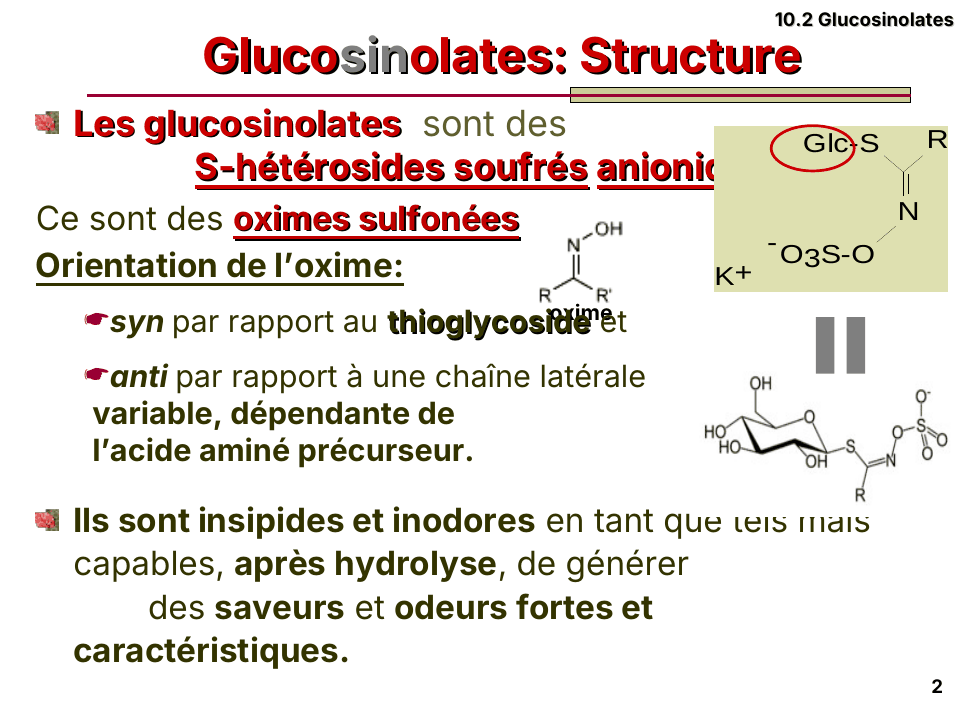 10.2 Glucosinolates
Glucosinolates: Structure
Les glucosinolates sont des
S-hétérosides soufrés
Ce sont des oximes sulfonées
Orientation de l’oxime:
syn par rapport au thioglycoside et
anti par rapport à une chaîne latérale
variable, dépendante de
l’acide aminé précurseur.
N OH
R R'
oxime
Glc-S R
N
-O3S-O
K+
OH
HO O
HO
OH S N O S O-
O O
R
Ils sont insipides et inodores en tant que tels mais
capables, après hydrolyse, de générer
des saveurs et odeurs fortes et
caractéristiques.
2